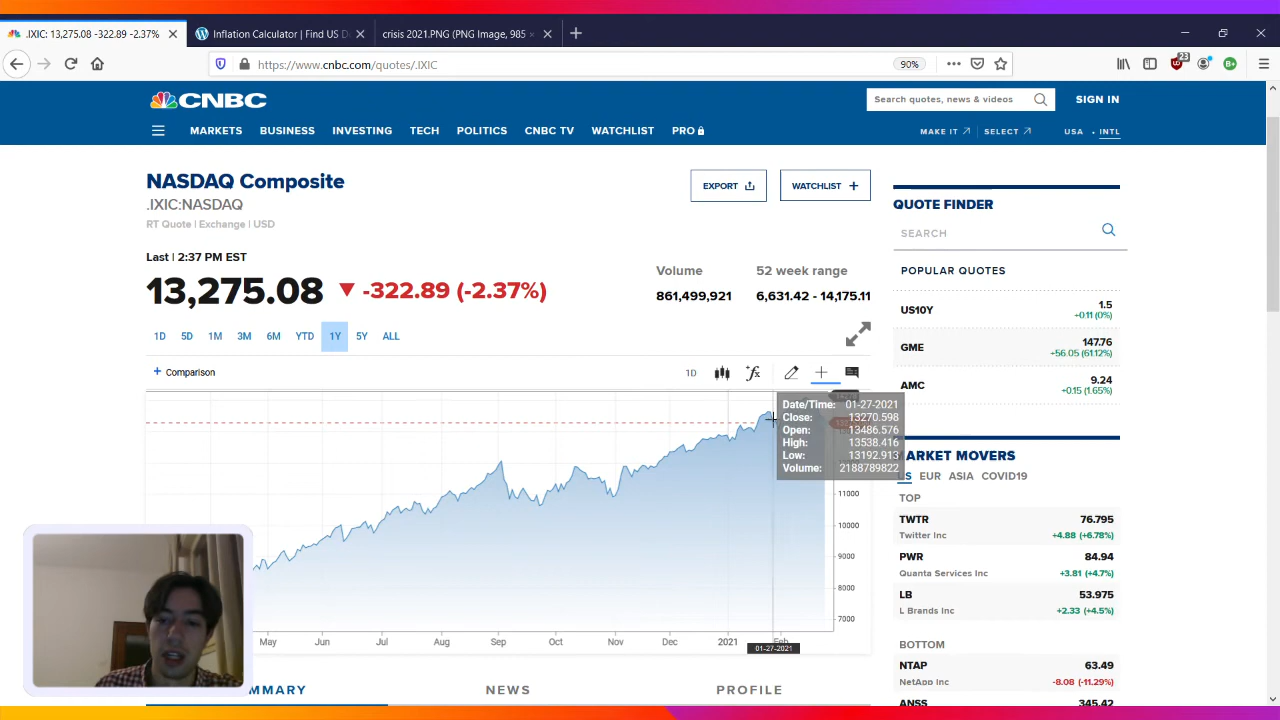 .IXIC: 13,275.08 -322.89 -2.37%
Inflation Calculator | Find US D
crisis 2021.PNG (PNG Image, 985
https://www.cnbc.com/quotes/.IXIC
90%
23
B+
CNBC
Search quotes, news & videos
SIGN IN
MARKETS BUSINESS INVESTING TECH POLITICS CNBC TV WATCHLIST PRO
MAKE IT SELECT USA • INTL
NASDAQ Composite
.IXIC:NASDAQ
RT Quote | Exchange | USD
EXPORT
WATCHLIST +
Last | 2:37 PM EST
13,275.08 ▼ -322.89 (-2.37%)
Volume
861,499,921
52 week range
6,631.42 - 14,175.11
1D 5D 1M 3M 6M YTD 1Y 5Y ALL
+ Comparison
1D
fx
Date/Time: 01-27-2021
Close: 13270.598
Open: 13486.576
High: 13538.416
Low: 13192.913
Volume: 2188789822
11000
10000
9000
8000
7000
May Jun Jul Aug Sep Oct Nov Dec 2021 Feb
01-27-2021
MMARY NEWS PROFILE
QUOTE FINDER
SEARCH
POPULAR QUOTES
US10Y 1.5
+0.11 (0%)
GME 147.76
+56.05 (61.12%)
AMC 9.24
+0.15 (1.65%)
ARKET MOVERS
S EUR ASIA COVID19
TOP
TWTR 76.795
Twitter Inc +4.88 (+6.78%)
PWR 84.94
Quanta Services Inc +3.81 (+4.7%)
LB 53.975
L Brands Inc +2.33 (+4.5%)
BOTTOM
NTAP 63.49
NetApp Inc -8.08 (-11.29%)
ANSS 345.42